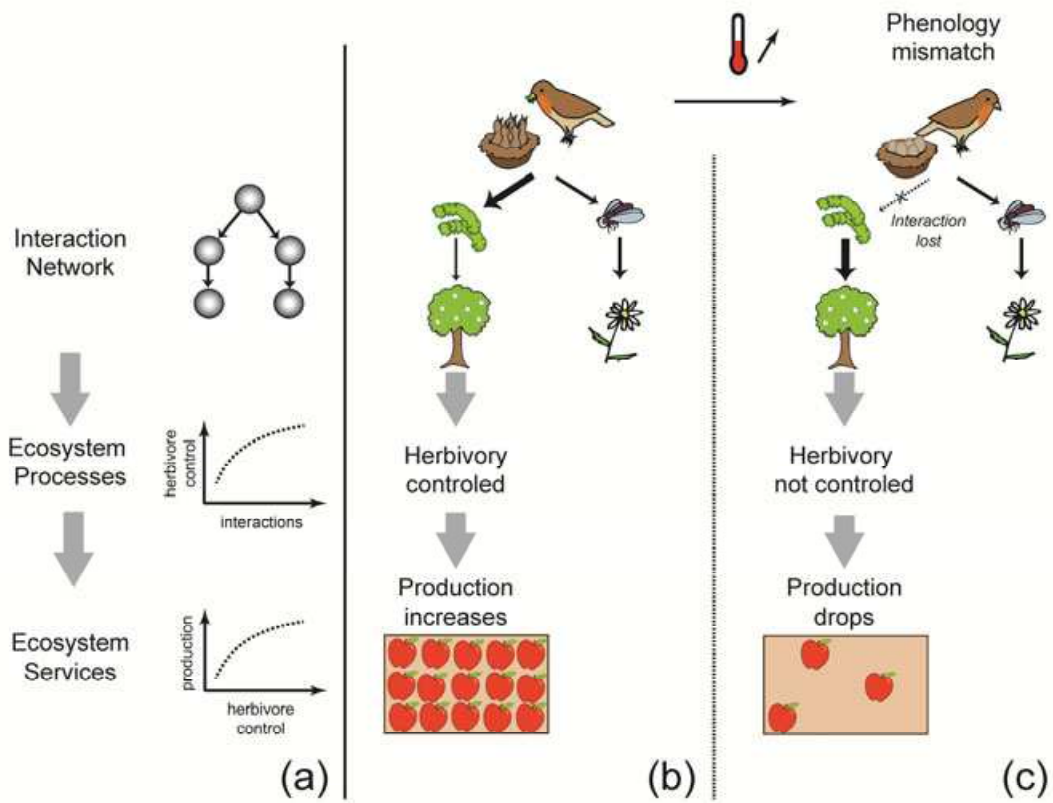 Interaction
Network
Ecosystem
Processes
herbivore
control
interactions
Ecosystem
Services
production
herbivore
control
(a)
Herbivory
controled
Production
increases
(b)
Phenology
mismatch
Interaction
lost
Herbivory
not controled
Production
drops
(c)